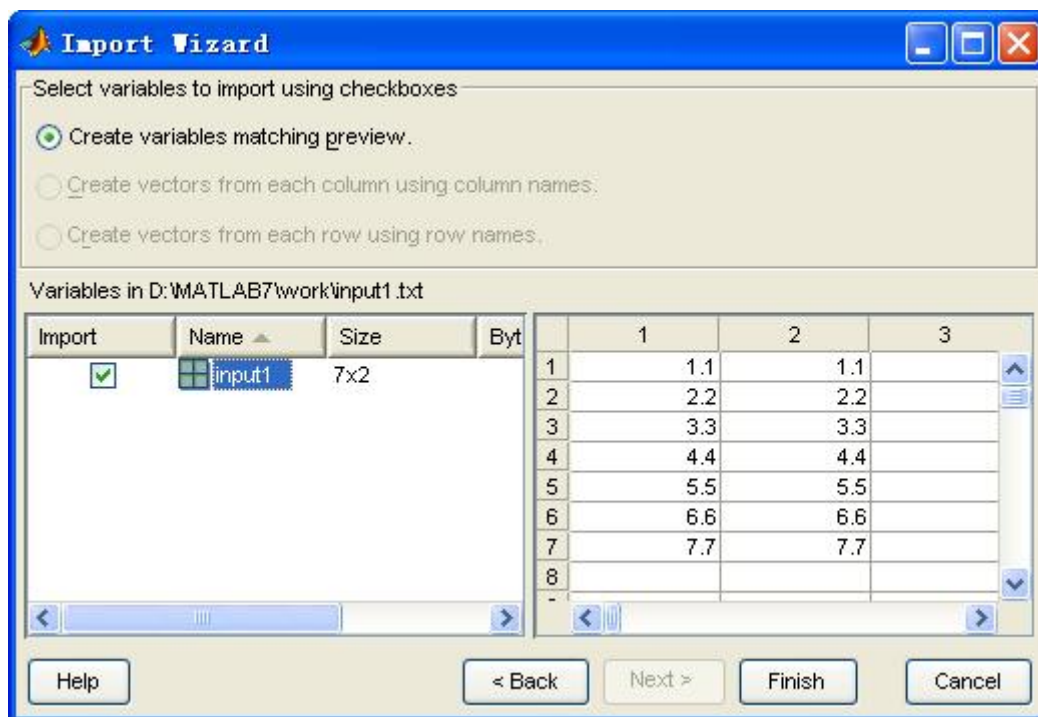 Import Wizard
Select variables to import using checkboxes
Create variables matching preview.
Create vectors from each column using column names.
Create vectors from each row using row names.
Variables in D:\MATLAB7\work\input1.txt
Import Name Size Byt
input1 7x2
1 2 3
1 1.1 1.1
2 2.2 2.2
3 3.3 3.3
4 4.4 4.4
5 5.5 5.5
6 6.6 6.6
7 7.7 7.7
8
Help < Back Next > Finish Cancel